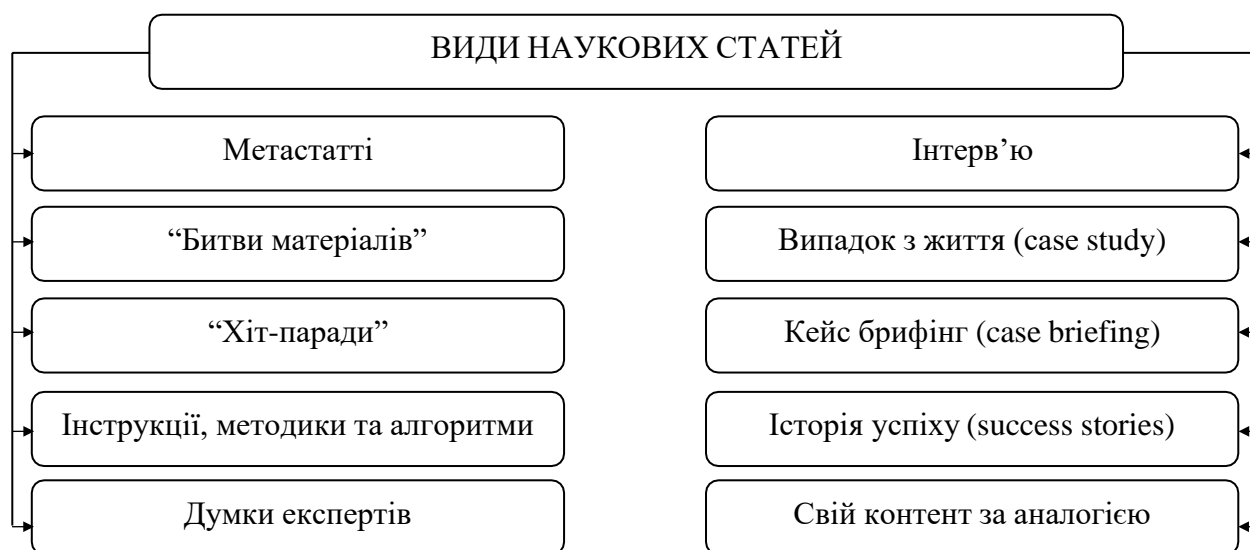 ВИДИ НАУКОВИХ СТАТЕЙ
Метастатті
“Битви матеріалів”
“Хіт-паради”
Інструкції, методики та алгоритми
Думки експертів
Інтерв’ю
Випадок з життя (case study)
Кейс брифінг (case briefing)
Історія успіху (success stories)
Свій контент за аналогією